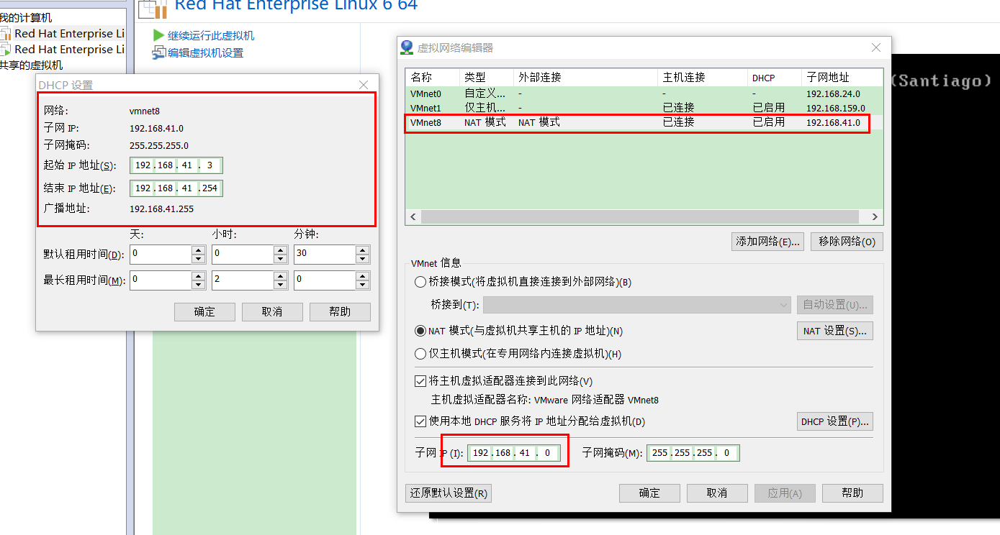 Red Hat Enterprise Linux 6 64
我的计算机
Red Hat Enterprise Li
Red Hat Enterprise Li
共享的虚拟机
继续运行此虚拟机
编辑虚拟机设置
(Santiago)
DHCP 设置
网络: vmnet8
子网 IP: 192.168.41.0
子网掩码: 255.255.255.0
起始 IP 地址(S): 192.168.41.3
结束 IP 地址(E): 192.168.41.254
广播地址: 192.168.41.255
天: 小时: 分钟:
默认租用时间(D): 0 0 30
最长租用时间(M): 0 2 0
确定 取消 帮助
虚拟网络编辑器
名称 类型 外部连接 主机连接 DHCP 子网地址
VMnet0 自定义... - - - 192.168.24.0
VMnet1 仅主机... - 已连接 已启用 192.168.159.0
VMnet8 NAT 模式 NAT 模式 已连接 已启用 192.168.41.0
添加网络(E)... 移除网络(O)
VMnet 信息
桥接模式(将虚拟机直接连接到外部网络)(B)
桥接到(T): 自动设置(U)...
NAT 模式(与虚拟机共享主机的 IP 地址)(N) NAT 设置(S)...
仅主机模式(在专用网络内连接虚拟机)(H)
将主机虚拟适配器连接到此网络(V)
主机虚拟适配器名称: VMware 网络适配器 VMnet8
使用本地 DHCP 服务将 IP 地址分配给虚拟机(D) DHCP 设置(P)...
子网 IP (I): 192.168.41.0 子网掩码(M): 255.255.255.0
还原默认设置(R) 确定 取消 应用(A) 帮助